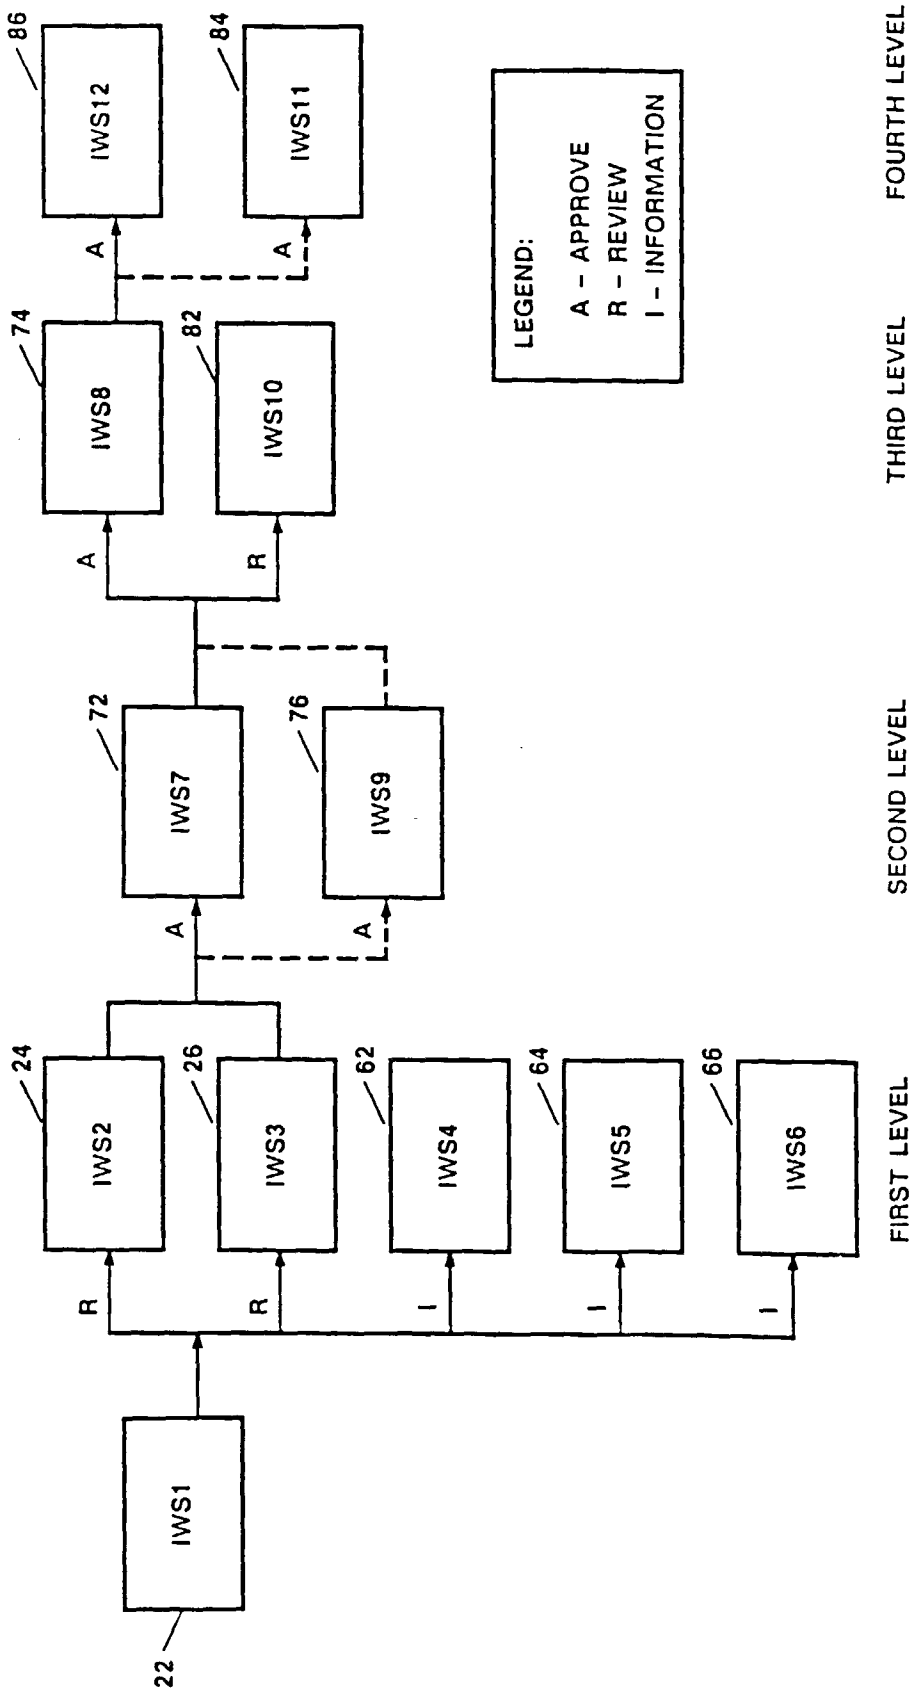 22
IWS1
R
R
I
I
I
24
IWS2
26
IWS3
62
IWS4
64
IWS5
66
IWS6
FIRST LEVEL
A
A
72
IWS7
76
IWS9
SECOND LEVEL
A
R
74
IWS8
82
IWS10
THIRD LEVEL
A
A
86
IWS12
84
IWS11
FOURTH LEVEL
LEGEND:
A – APPROVE
R – REVIEW
I – INFORMATION